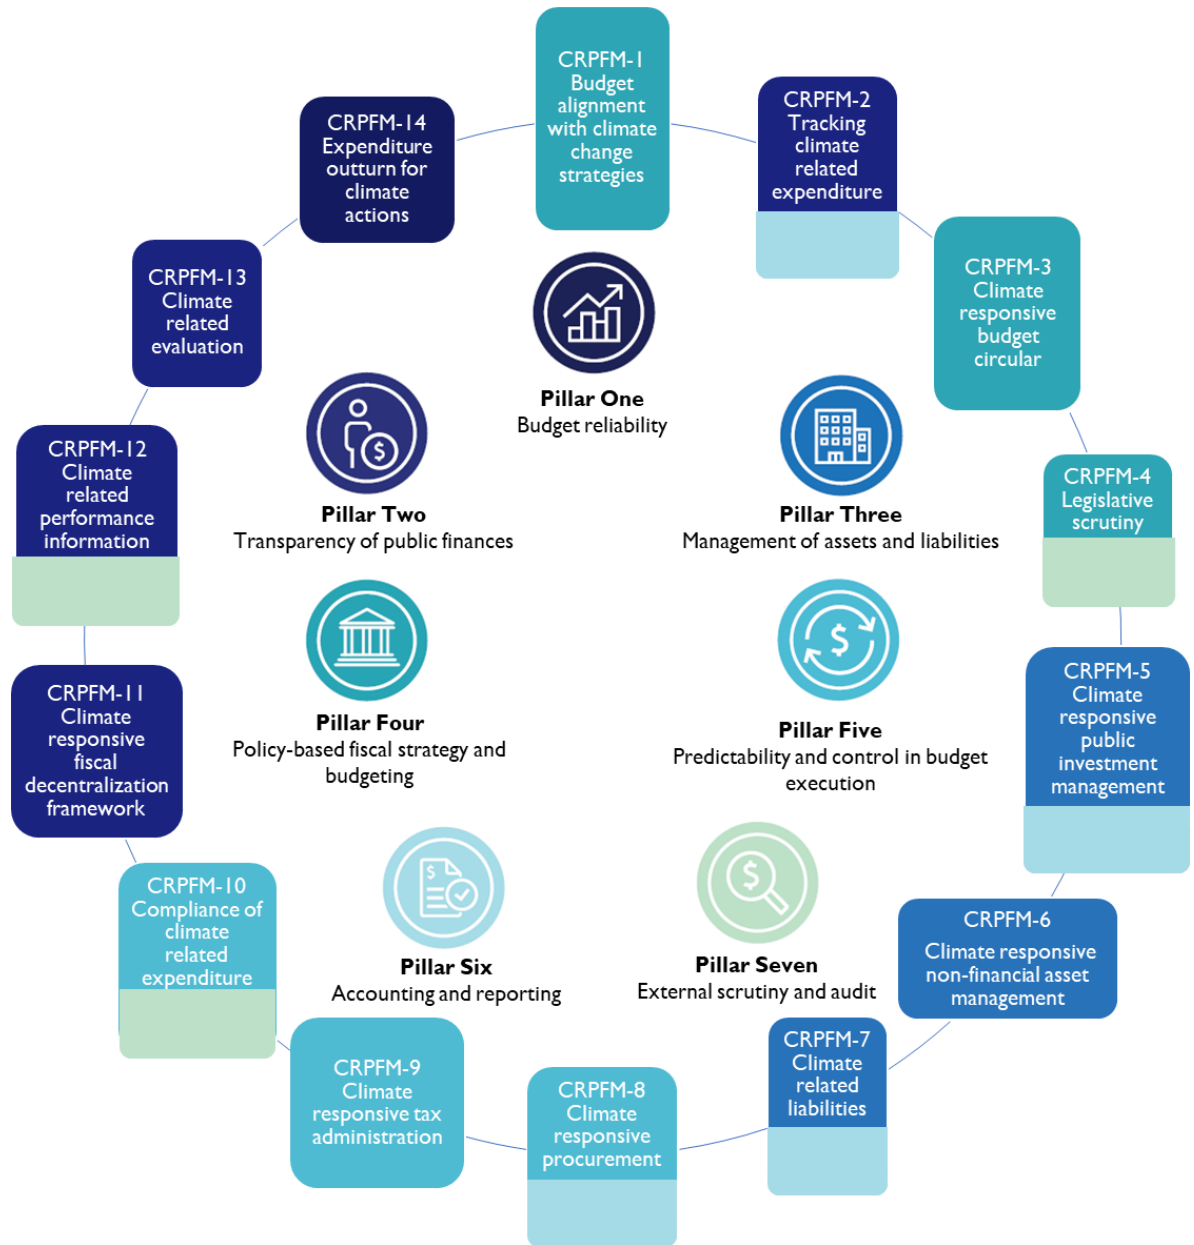 CRPFM-1
Budget
alignment
with climate
change
strategies
CRPFM-2
Tracking
climate
related
expenditure
CRPFM-3
Climate
responsive
budget
circular
CRPFM-4
Legislative
scrutiny
CRPFM-5
Climate
responsive
public
investment
management
CRPFM-6
Climate responsive
non-financial asset
management
CRPFM-7
Climate
related
liabilities
CRPFM-8
Climate
responsive
procurement
CRPFM-9
Climate
responsive tax
administration
CRPFM-10
Compliance of
climate
related
expenditure
CRPFM-11
Climate
responsive
fiscal
decentralization
framework
CRPFM-12
Climate
related
performance
information
CRPFM-13
Climate
related
evaluation
CRPFM-14
Expenditure
outturn for
climate
actions
Pillar One
Budget reliability
$
Pillar Two
Transparency of public finances
Pillar Three
Management of assets and liabilities
Pillar Four
Policy-based fiscal strategy and
budgeting
$
Pillar Five
Predictability and control in budget
execution
$
Pillar Six
Accounting and reporting
$
Pillar Seven
External scrutiny and audit